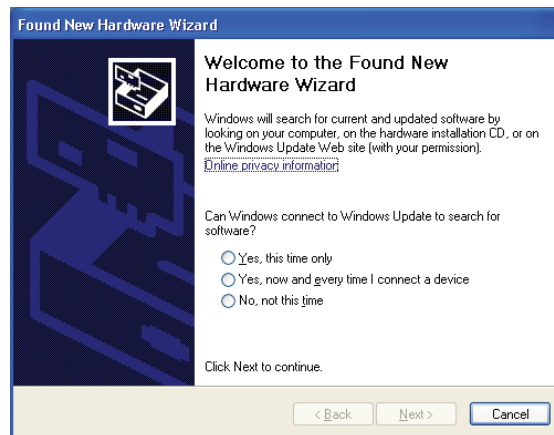 Found New Hardware Wizard
Welcome to the Found New
Hardware Wizard
Windows will search for current and updated software by
looking on your computer, on the hardware installation CD, or on
the Windows Update Web site (with your permission).
Online privacy information
Can Windows connect to Windows Update to search for
software?
Yes, this time only
Yes, now and every time I connect a device
No, not this time
Click Next to continue.
< Back Next > Cancel